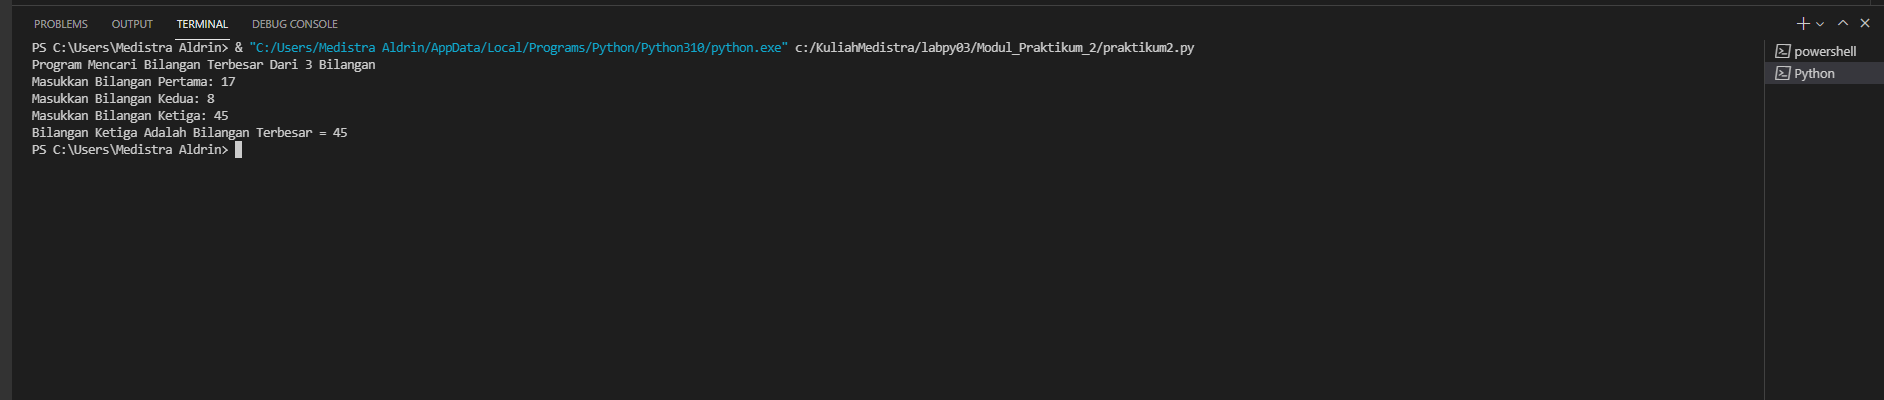 PROBLEMS OUTPUT TERMINAL DEBUG CONSOLE
PS C:\Users\Medistra Aldrin> & "C:/Users/Medistra Aldrin/AppData/Local/Programs/Python/Python310/python.exe" c:/KuliahMedistra/labpy03/Modul_Praktikum_2/praktikum2.py
Program Mencari Bilangan Terbesar Dari 3 Bilangan
Masukkan Bilangan Pertama: 17
Masukkan Bilangan Kedua: 8
Masukkan Bilangan Ketiga: 45
Bilangan Ketiga Adalah Bilangan Terbesar = 45
PS C:\Users\Medistra Aldrin>
powershell
Python